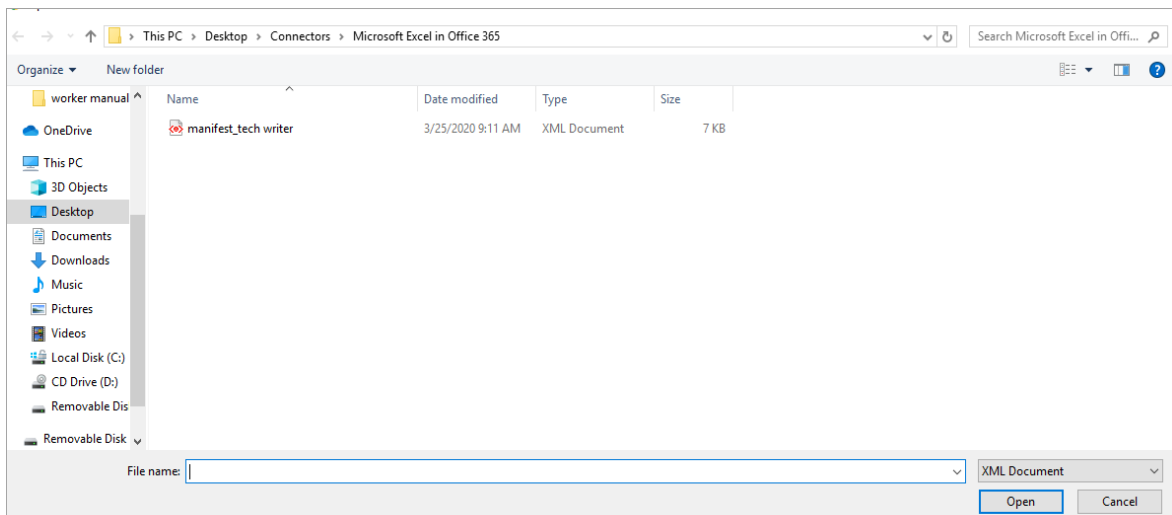 This PC > Desktop > Connectors > Microsoft Excel in Office 365
Search Microsoft Excel in Offi...
Organize
New folder
Name
Date modified
Type
Size
worker manual
manifest_tech writer
3/25/2020 9:11 AM
XML Document
7 KB
OneDrive
This PC
3D Objects
Desktop
Documents
Downloads
Music
Pictures
Videos
Local Disk (C:)
CD Drive (D:)
Removable Dis
Removable Disk
File name:
XML Document
Open
Cancel